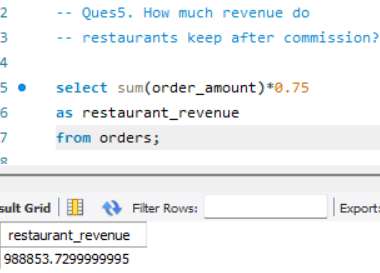 2
-- Ques5. How much revenue do
3
-- restaurants keep after commission?
4
5
select sum(order_amount)*0.75
6
as restaurant_revenue
7
from orders;
8
sult Grid
Filter Rows:
Export:
restaurant_revenue
988853.7299999995